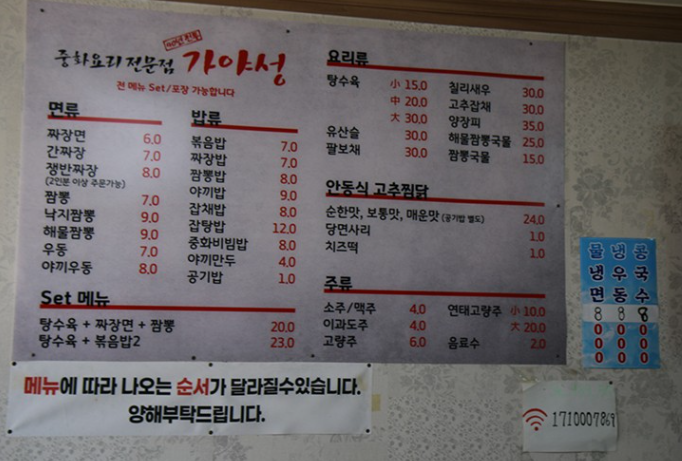 중화요리전문점 가야성
전 메뉴 Set/포장 가능합니다
면류
짜장면 6.0
간짜장 7.0
쟁반짜장 8.0
(2인분 이상 주문가능)
짬뽕 7.0
낙지짬뽕 9.0
해물짬뽕 9.0
우동 7.0
야끼우동 8.0
밥류
볶음밥 7.0
짜장밥 7.0
짬뽕밥 8.0
야끼밥 9.0
잡채밥 8.0
잡탕밥 12.0
중화비빔밥 8.0
야끼만두 4.0
공기밥 1.0
Set 메뉴
탕수육 + 짜장면 + 짬뽕 20.0
탕수육 + 볶음밥2 23.0
요리류
탕수육 小 15.0
中 20.0
大 30.0
유산슬 30.0
팔보채 30.0
칠리새우 30.0
고추잡채 30.0
양장피 35.0
해물짬뽕국물 25.0
짬뽕국물 15.0
안동식 고추찜닭
순한맛, 보통맛, 매운맛 (공기밥 별도) 24.0
당면사리 1.0
치즈떡 1.0
주류
소주/맥주 4.0
이과도주 4.0
고량주 6.0
연태고량주 小 10.0
大 20.0
음료수 2.0
물냉면 8000
냉우동 8000
콩국수 8000
메뉴에 따라 나오는 순서가 달라질수있습니다.
양해부탁드립니다.